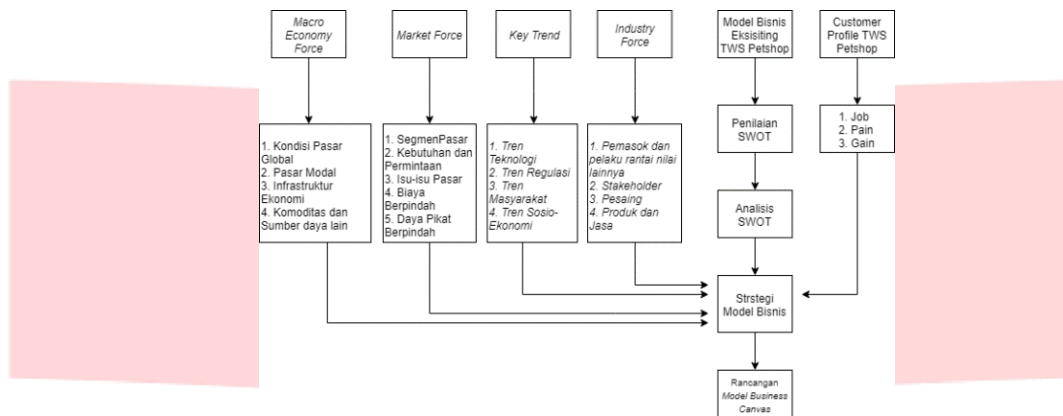 Macro
Economy
Force
Market Force
Key Trend
Industry
Force
Model Bisnis
Eksisiting
TWS Petshop
Customer
Profile TWS
Petshop
1. Kondisi Pasar
Global
2. Pasar Modal
3. Infrastruktur
Ekonomi
4. Komoditas dan
Sumber daya lain
1. SegmenPasar
2. Kebutuhan dan
Permintaan
3. Isu-isu Pasar
4. Biaya
Berpindah
5. Daya Pikat
Berpindah
1. Tren
Teknologi
2. Tren Regulasi
3. Tren
Masyarakat
4. Tren Sosio-
Ekonomi
1. Pemasok dan
pelaku rantai nilai
lainnya
2. Stakeholder
3. Pesaing
4. Produk dan
Jasa
Penilaian
SWOT
1. Job
2. Pain
3. Gain
Analisis
SWOT
Strstegi
Model Bisnis
Rancangan
Model Business
Canvas